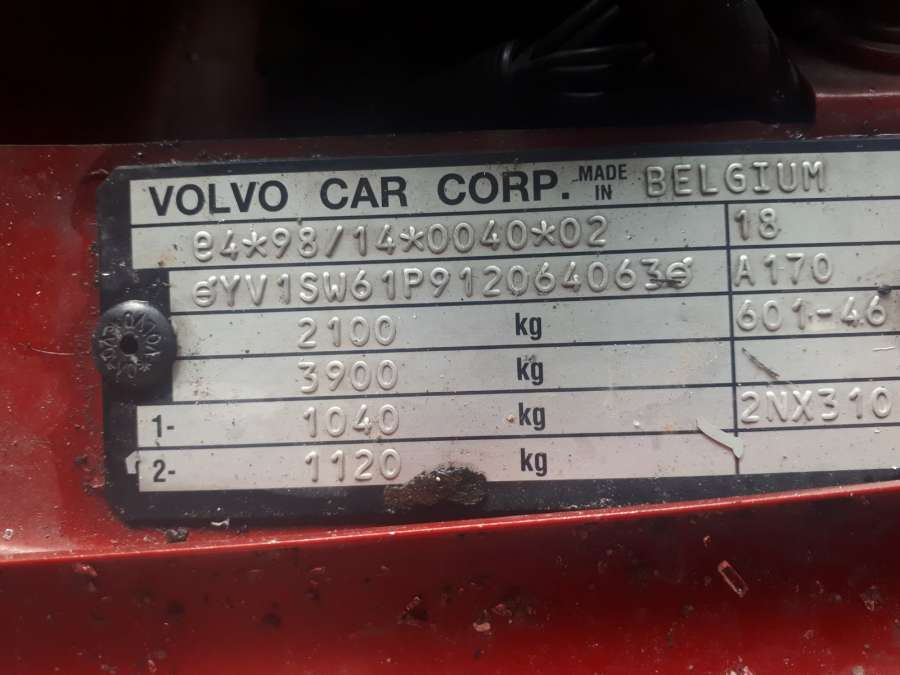 VOLVO CAR CORP. MADE IN BELGIUM
e4*98/14*0040*02 18
YV1SW61P912064063 A170
2100 kg 601-46
3900 kg
1- 1040 kg 2NX310
2- 1120 kg